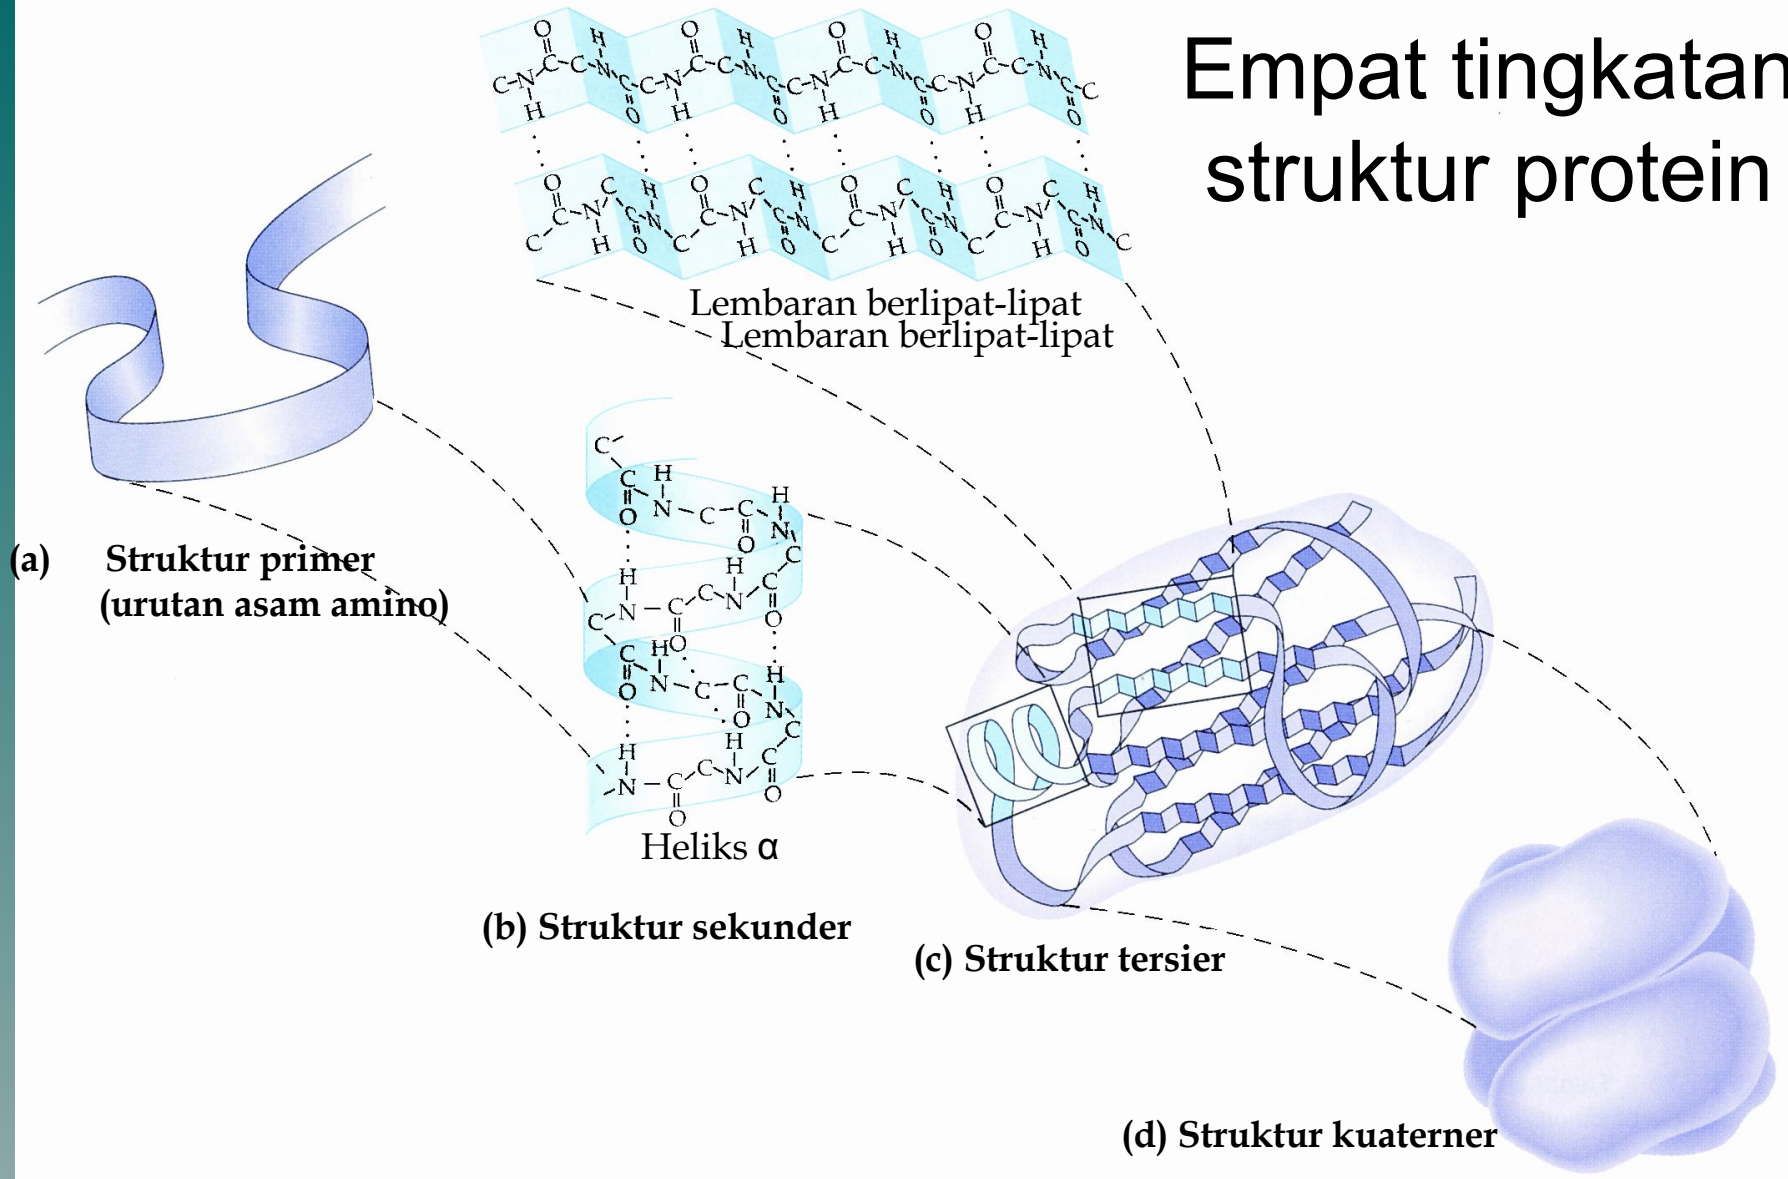 Empat tingkatan
struktur protein
Lembaran berlipat-lipat
Lembaran berlipat-lipat
(a) Struktur primer
(urutan asam amino)
Heliks α
(b) Struktur sekunder
(c) Struktur tersier
(d) Struktur kuaterner